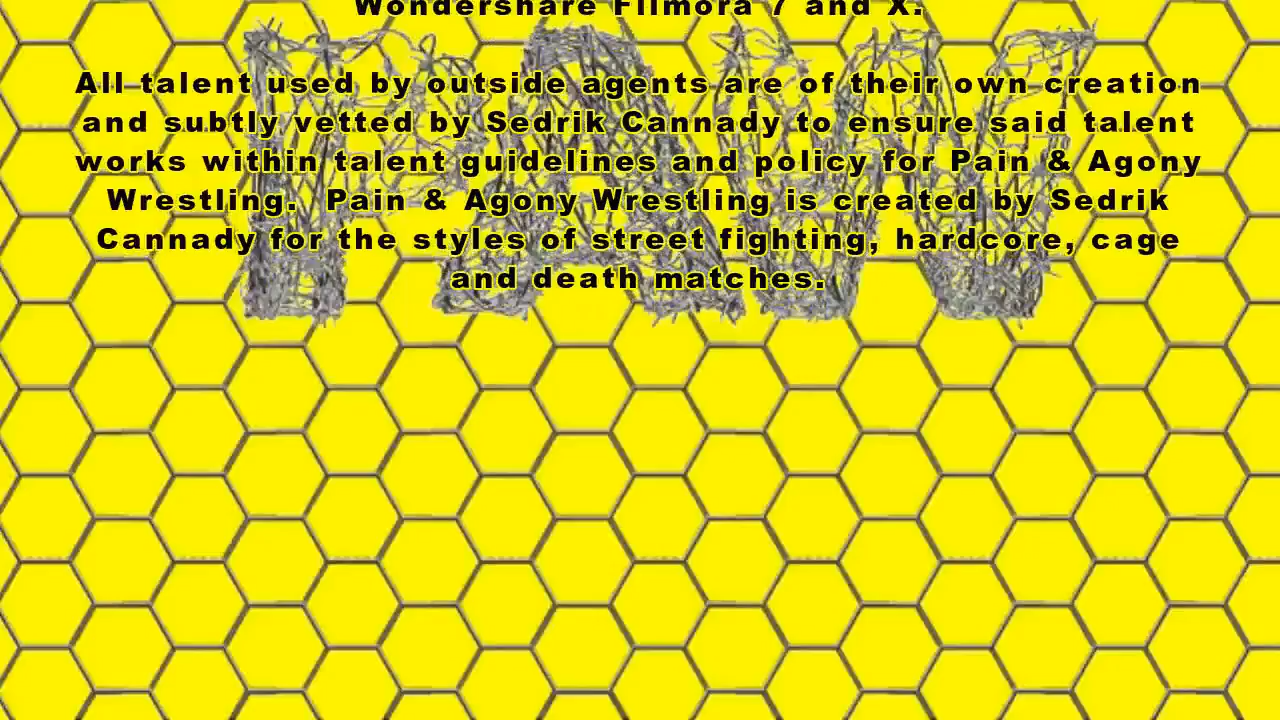 Wondershare Filmora 7 and X.
All talent used by outside agents are of their own creation
and subtly vetted by Sedrik Cannady to ensure said talent
works within talent guidelines and policy for Pain & Agony
Wrestling.  Pain & Agony Wrestling is created by Sedrik
Cannady for the styles of street fighting, hardcore, cage
and death matches.
PAW